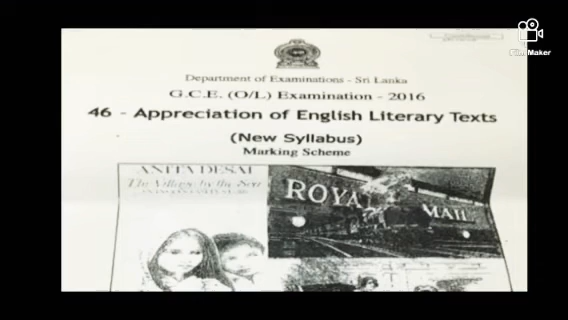 Film Maker
Department of Examinations - Sri Lanka
G.C.E. (O/L) Examination - 2016
46 - Appreciation of English Literary Texts
(New Syllabus)
Marking Scheme
ANITA DESAI
The Village by the Sea
ROYAL MAIL